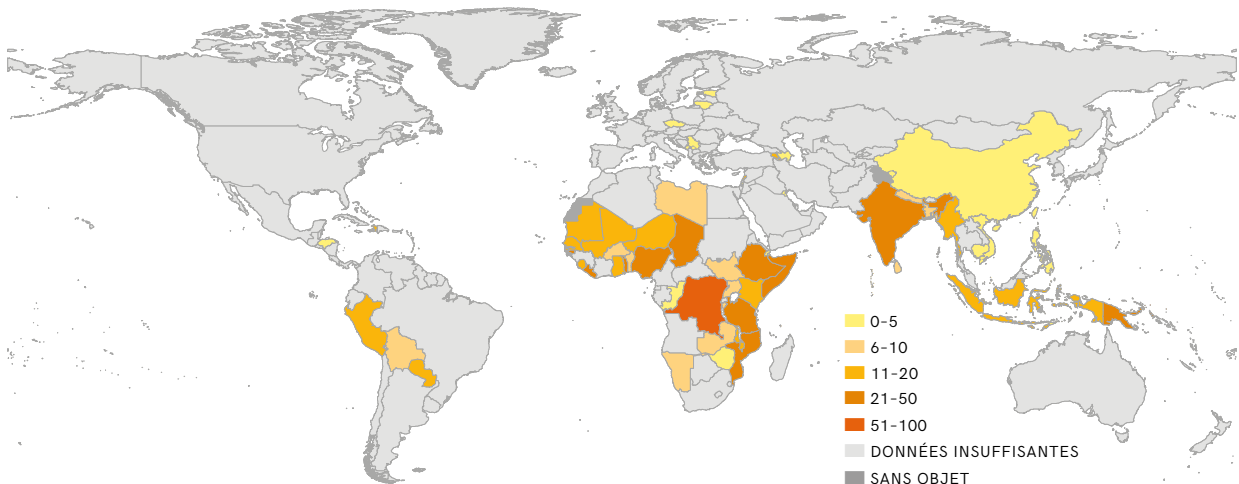 0-5
6-10
11-20
21-50
51-100
DONNÉES INSUFFISANTES
SANS OBJET